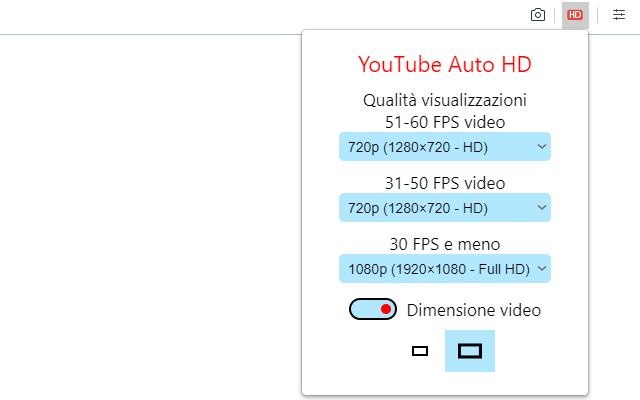 HD
YouTube Auto HD
Qualità visualizzazioni
51-60 FPS video
720p (1280×720 - HD)
31-50 FPS video
720p (1280×720 - HD)
30 FPS e meno
1080p (1920×1080 - Full HD)
Dimensione video